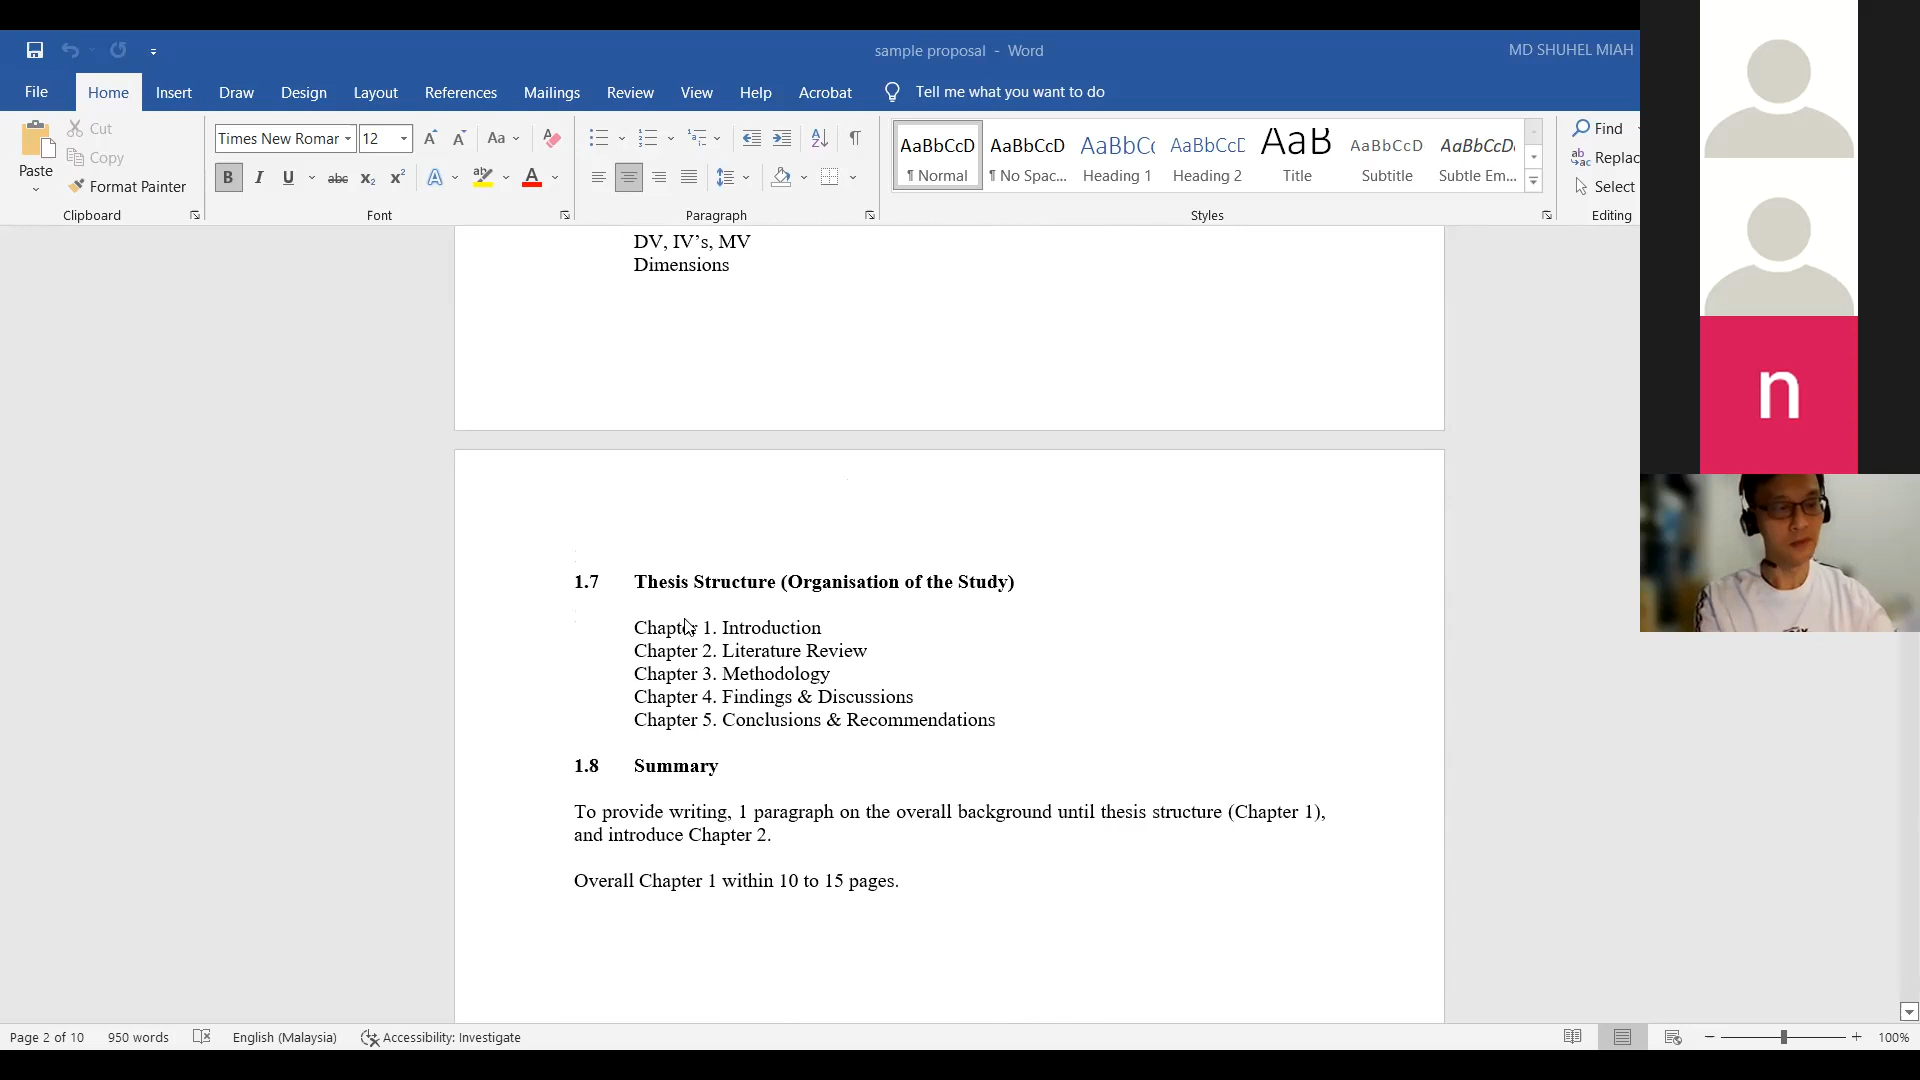 sample proposal - Word
MD SHUHEL MIAH
File Home Insert Draw Design Layout References Mailings Review View Help Acrobat Tell me what you want to do
Paste
Cut
Copy
Format Painter
Clipboard
Times New Romar 12
Font
Paragraph
AaBbCcD AaBbCcD AaBbCc AaBbCcD AaB AaBbCcD AaBbCcD
¶ Normal ¶ No Spac... Heading 1 Heading 2 Title Subtitle Subtle Em...
Styles
Find
Replac
Select
Editing
n
DV, IV's, MV
Dimensions
1.7 Thesis Structure (Organisation of the Study)
Chapter 1. Introduction
Chapter 2. Literature Review
Chapter 3. Methodology
Chapter 4. Findings & Discussions
Chapter 5. Conclusions & Recommendations
1.8 Summary
To provide writing, 1 paragraph on the overall background until thesis structure (Chapter 1),
and introduce Chapter 2.
Overall Chapter 1 within 10 to 15 pages.
Page 2 of 10 950 words English (Malaysia) Accessibility: Investigate 100%